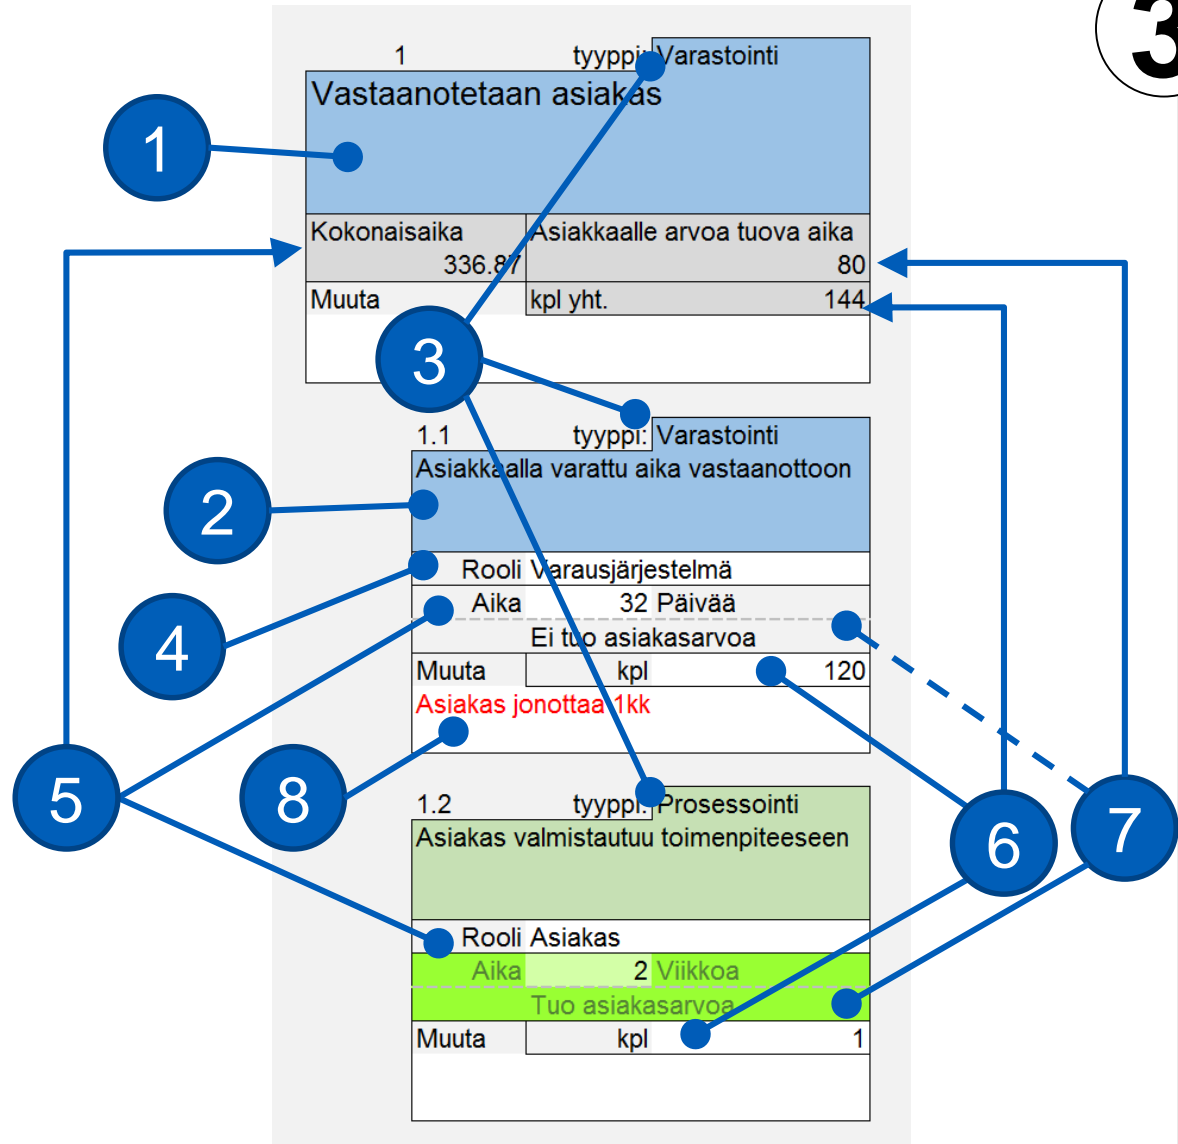 3
1 tyyppi: Varastointi
Vastaanotetaan asiakas
1
Kokonaisaika Asiakkaalle arvoa tuova aika
336.87 80
Muuta kpl yht. 144
3
1.1 tyyppi: Varastointi
Asiakkaalla varattu aika vastaanottoon
2
Rooli Varausjärjestelmä
Aika 32 Päivää
4
Ei tuo asiakasarvoa
Muuta kpl 120
Asiakas jonottaa 1kk
5
8
1.2 tyyppi: Prosessointi
Asiakas valmistautuu toimenpiteeseen
6
7
Rooli Asiakas
Aika 2 Viikkoa
Tuo asiakasarvoa
Muuta kpl 1